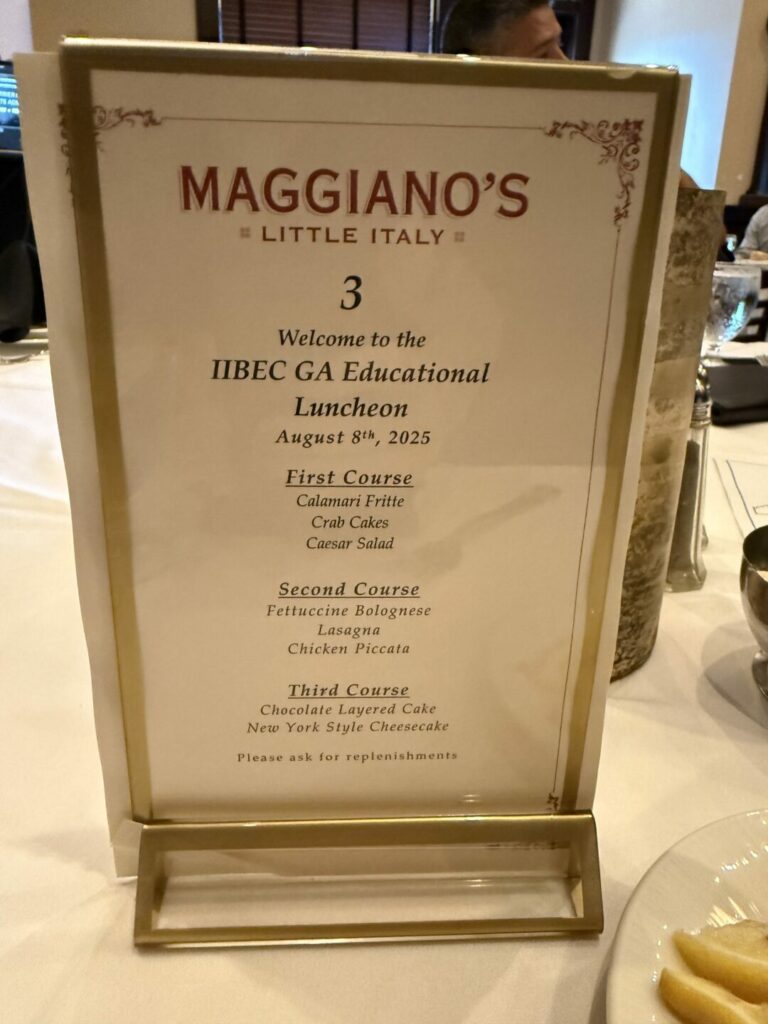 MAGGIANO'S
LITTLE ITALY
3
Welcome to the
IIBEC GA Educational
Luncheon
August 8th, 2025
First Course
Calamari Fritte
Crab Cakes
Caesar Salad
Second Course
Fettuccine Bolognese
Lasagna
Chicken Piccata
Third Course
Chocolate Layered Cake
New York Style Cheesecake
Please ask for replenishments